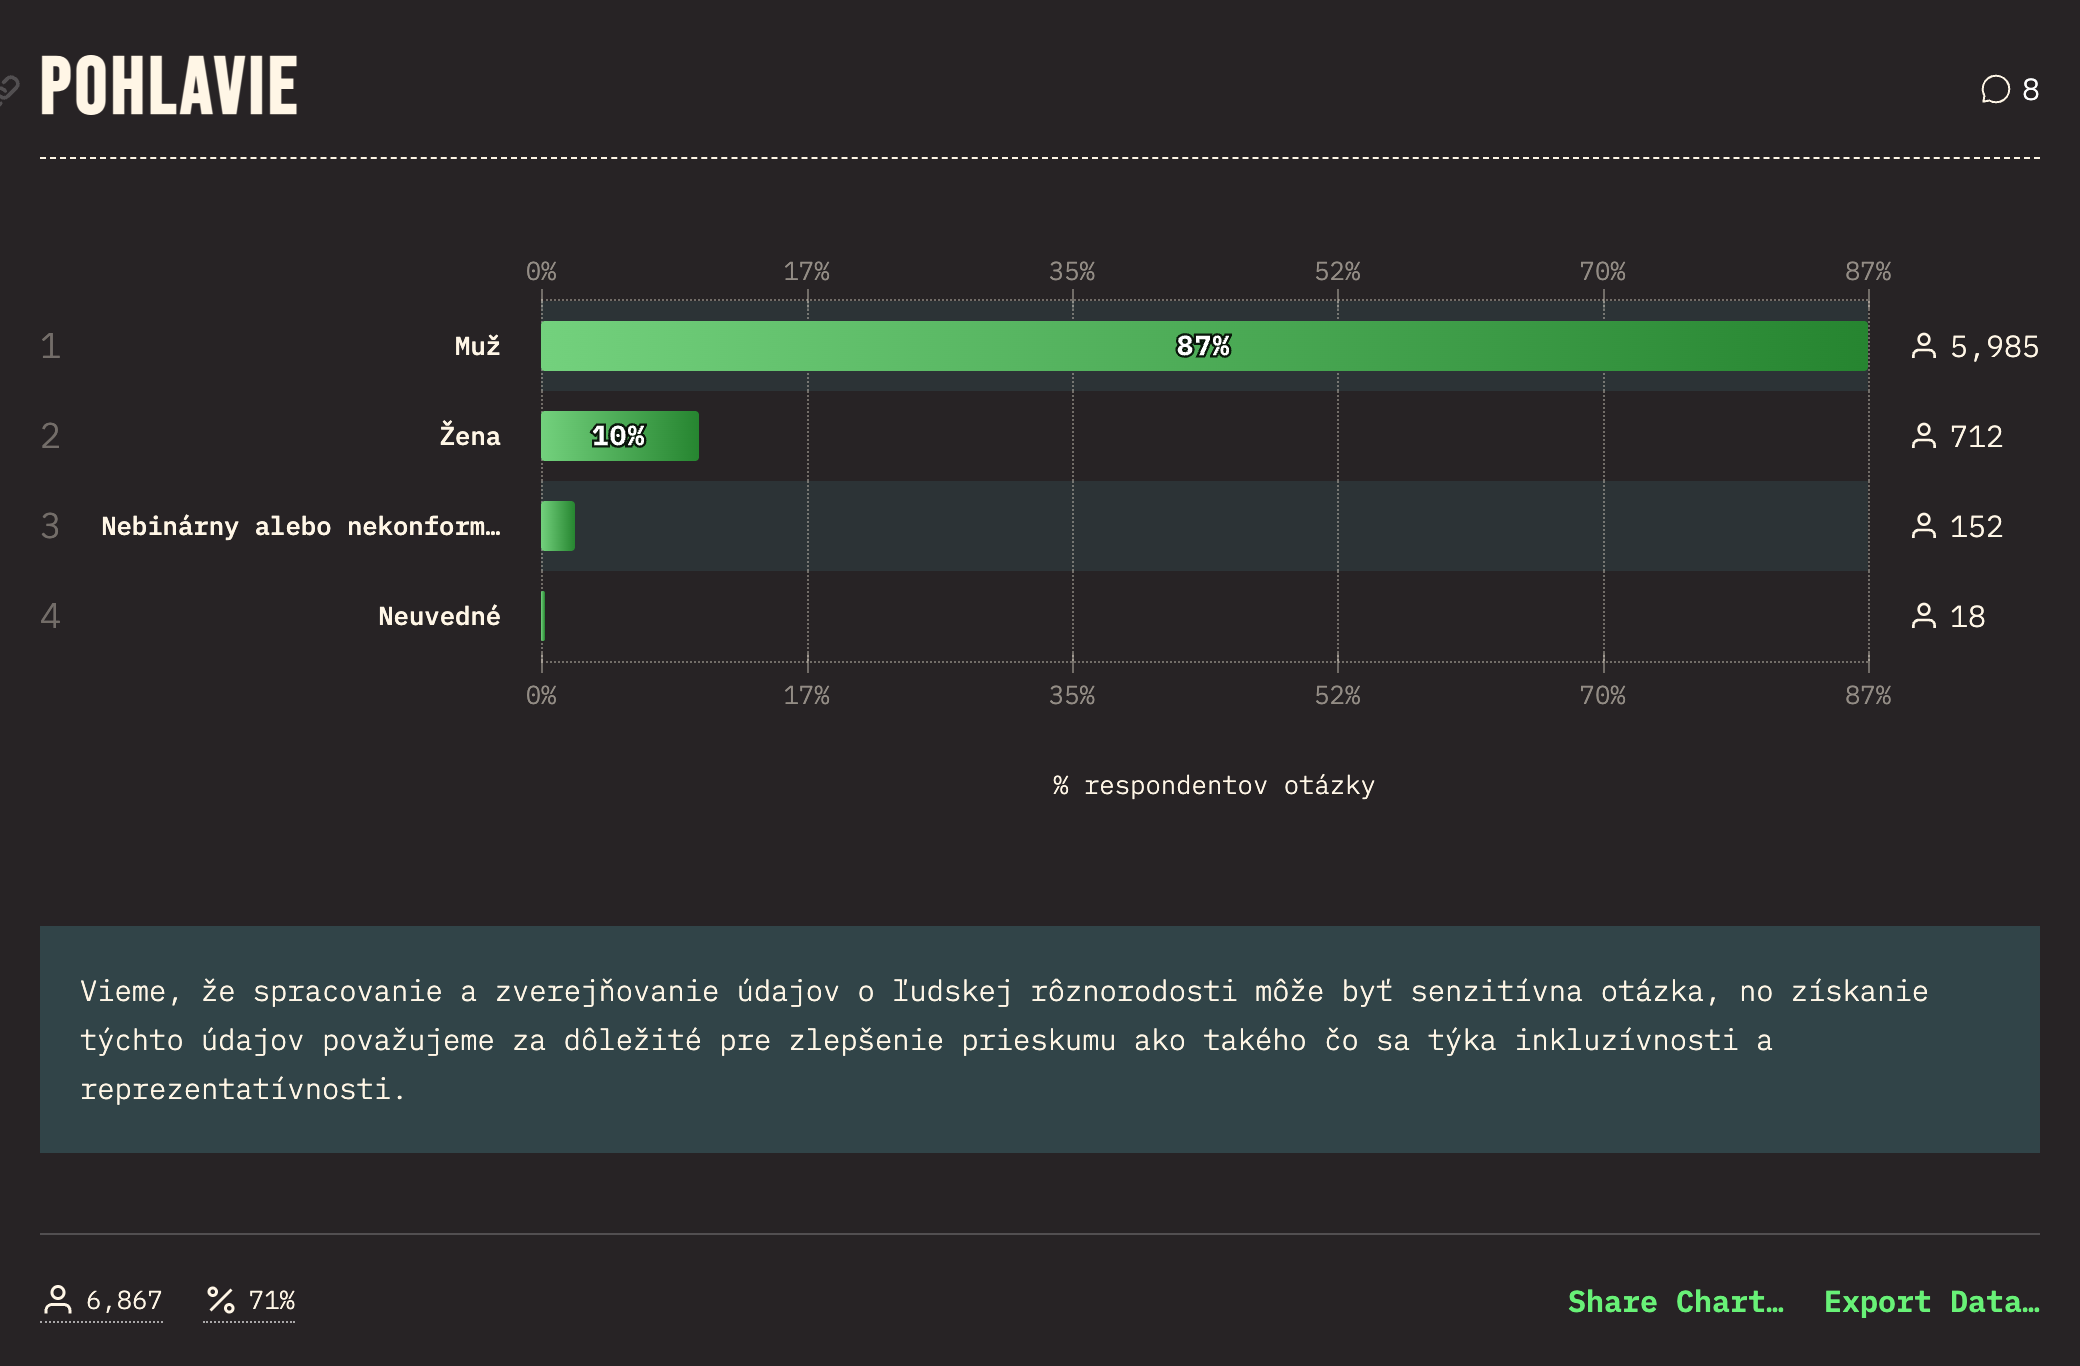 POHLAVIE
8
0% 17% 35% 52% 70% 87%
1 Muž 87% 5,985
2 Žena 10% 712
3 Nebinárny alebo nekonform… 152
4 Neuvedné 18
0% 17% 35% 52% 70% 87%
% respondentov otázky
Vieme, že spracovanie a zverejňovanie údajov o ľudskej rôznorodosti môže byť senzitívna otázka, no získanie
týchto údajov považujeme za dôležité pre zlepšenie prieskumu ako takého čo sa týka inkluzívnosti a
reprezentatívnosti.
6,867 71% Share Chart… Export Data…